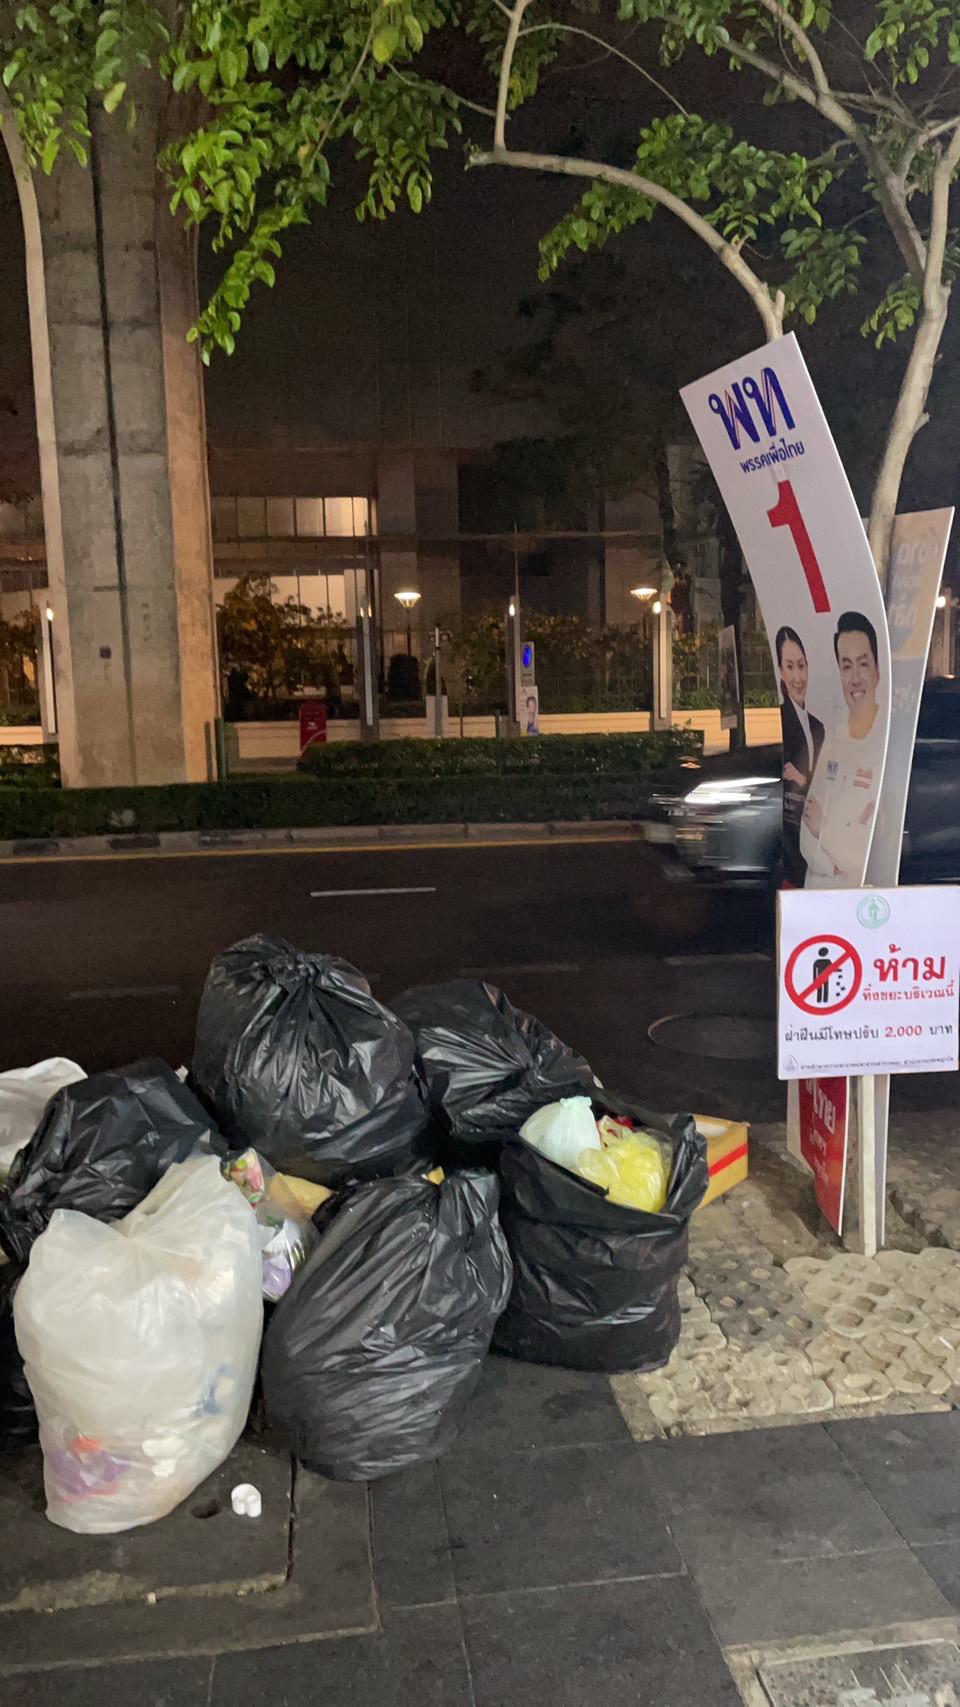 พท
พรรคเพื่อไทย
1
พท
ห้าม
ทิ้งขยะบริเวณนี้
ฝ่าฝืนมีโทษปรับ 2,000 บาท